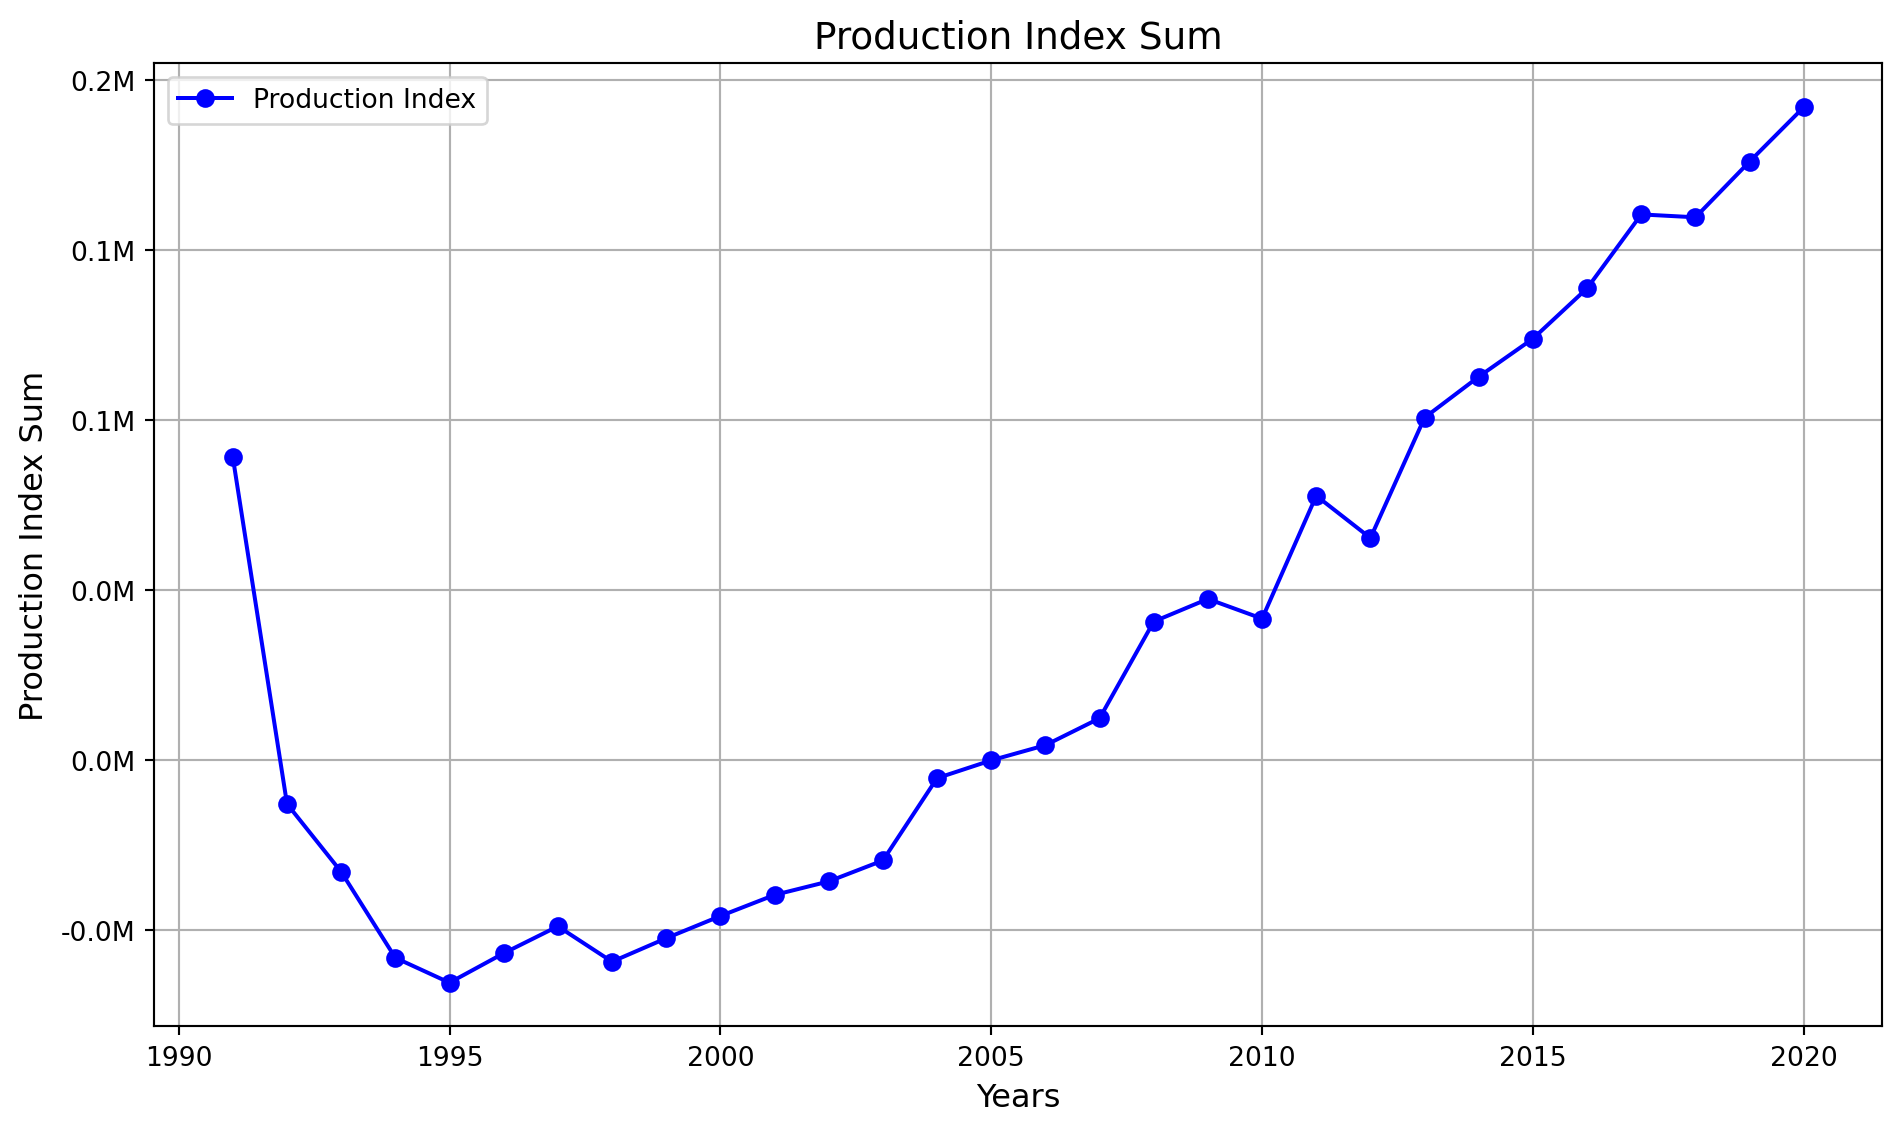 Production Index Sum
0.2M
Production Index
0.1M
0.1M
0.0M
0.0M
-0.0M
Production Index Sum
1990 1995 2000 2005 2010 2015 2020
Years